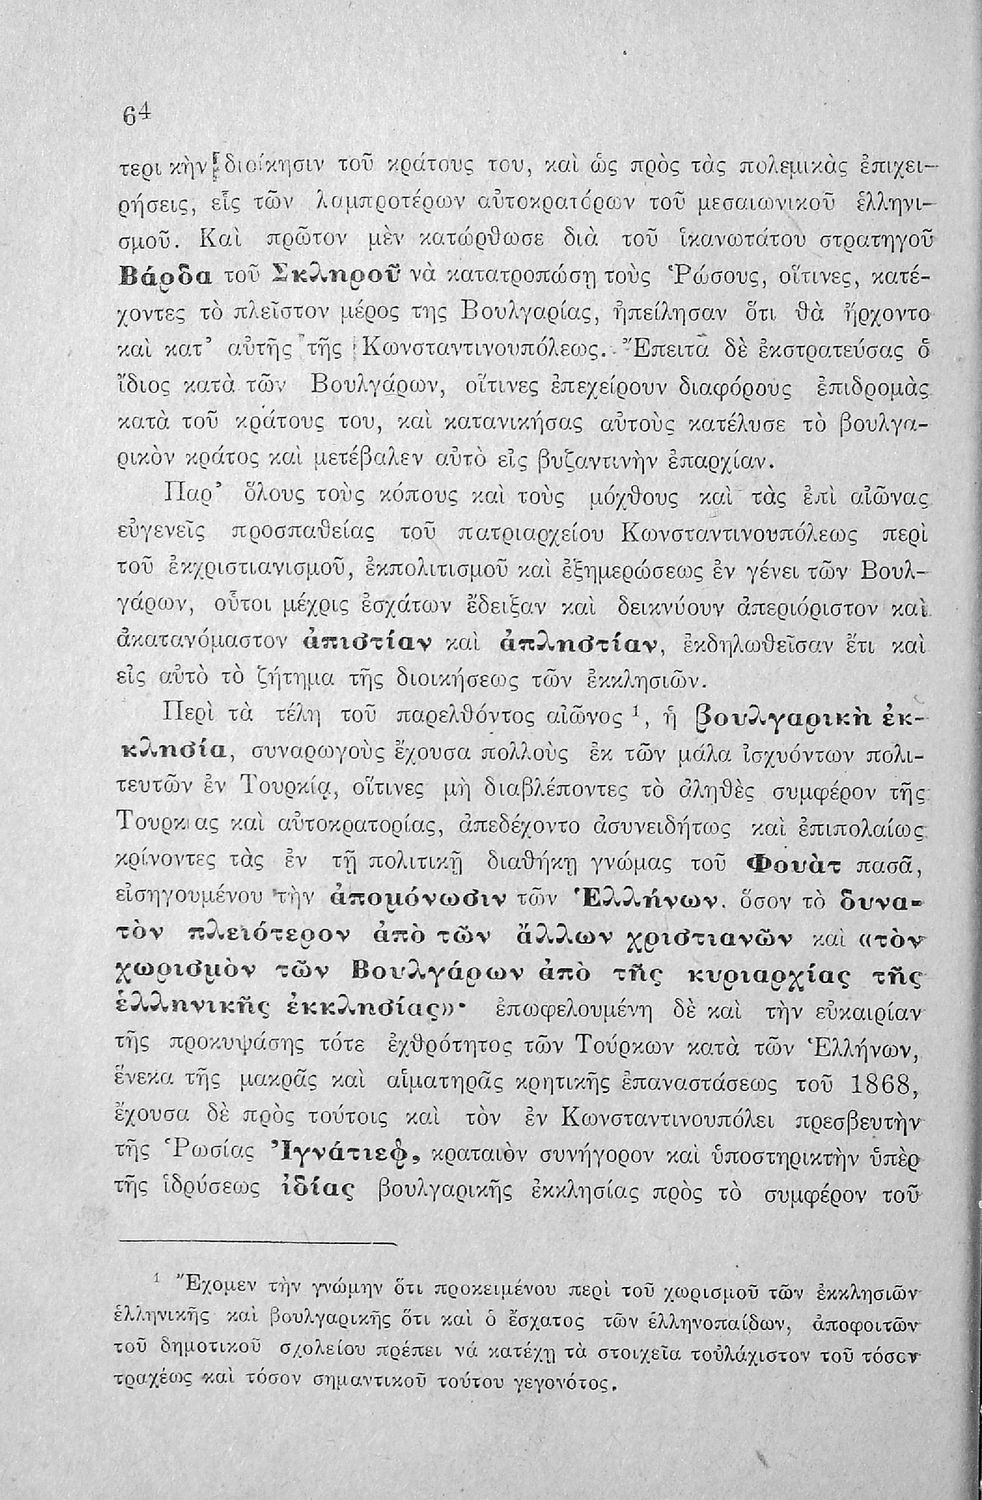 64
τερικὴν διοίκησιν τοῦ κράτους του, καὶ ὡς πρὸς τὰς πολεμικὰς ἐπιχει-
ρήσεις, εἷς τῶν λαμπροτέρων αὐτοκρατόρων τοῦ μεσαιωνικοῦ ἑλληνι-
σμοῦ. Καὶ πρῶτον μὲν κατώρθωσε διὰ τοῦ ἱκανωτάτου στρατηγοῦ
Βάρδα τοῦ Σκληροῦ νὰ κατατροπώσῃ τοὺς Ῥώσους, οἵτινες, κατέ-
χοντες τὸ πλεῖστον μέρος της Βουλγαρίας, ἠπείλησαν ὅτι θὰ ἤρχοντο
καὶ κατ' αὐτῆς τῆς Κωνσταντινουπόλεως. Ἔπειτα δὲ ἐκστρατεύσας ὁ
ἴδιος κατὰ τῶν Βουλγάρων, οἵτινες ἐπεχείρουν διαφόρους ἐπιδρομὰς
κατὰ τοῦ κράτους του, καὶ κατανικήσας αὐτοὺς κατέλυσε τὸ βουλγα-
ρικὸν κράτος καὶ μετέβαλεν αὐτὸ εἰς βυζαντινὴν ἐπαρχίαν.
Παρ' ὅλους τοὺς κόπους καὶ τοὺς μόχθους καὶ τὰς ἐπὶ αἰῶνας
εὐγενεῖς προσπαθείας τοῦ πατριαρχείου Κωνσταντινουπόλεως περὶ
τοῦ ἐκχριστιανισμοῦ, ἐκπολιτισμοῦ καὶ ἐξημερώσεως ἐν γένει τῶν Βουλ-
γάρων, οὗτοι μέχρις ἐσχάτων ἔδειξαν καὶ δεικνύουν ἀπεριόριστον καὶ
ἀκατανόμαστον ἀπιστίαν καὶ ἀπληστίαν, ἐκδηλωθεῖσαν ἔτι καὶ
εἰς αὐτὸ τὸ ζήτημα τῆς διοικήσεως τῶν ἐκκλησιῶν.
Περὶ τὰ τέλη τοῦ παρελθόντος αἰῶνος ¹, ἡ βουλγαρικὴ ἐκ-
κλησία, συναρωγοὺς ἔχουσα πολλοὺς ἐκ τῶν μάλα ἰσχυόντων πολι-
τευτῶν ἐν Τουρκίᾳ, οἵτινες μὴ διαβλέποντες τὸ ἀληθὲς συμφέρον τῆς
Τουρκιας καὶ αὐτοκρατορίας, ἀπεδέχοντο ἀσυνειδήτως καὶ ἐπιπολαίως
κρίνοντες τὰς ἐν τῇ πολιτικῇ διαθήκῃ γνώμας τοῦ Φουὰτ πασᾶ,
εἰσηγουμένου τὴν ἀπομόνωσιν τῶν Ἑλλήνων, ὅσον τὸ δυνα-
τὸν πλειότερον ἀπὸ τῶν ἄλλων χριστιανῶν καὶ «τὸν
χωρισμὸν τῶν Βουλγάρων ἀπὸ τῆς κυριαρχίας τῆς
ἑλληνικῆς ἐκκλησίας»· ἐπωφελουμένη δὲ καὶ τὴν εὐκαιρίαν
τῆς προκυψάσης τότε ἐχθρότητος τῶν Τούρκων κατὰ τῶν Ἑλλήνων,
ἕνεκα τῆς μακρᾶς καὶ αἱματηρᾶς κρητικῆς ἐπαναστάσεως τοῦ 1868,
ἔχουσα δὲ πρὸς τούτοις καὶ τὸν ἐν Κωνσταντινουπόλει πρεσβευτὴν
τῆς Ῥωσίας Ἰγνάτιεφ, κραταιὸν συνήγορον καὶ ὑποστηρικτὴν ὑπὲρ
τῆς ἱδρύσεως ἰδίας βουλγαρικῆς ἐκκλησίας πρὸς τὸ συμφέρον τοῦ
¹ Ἔχομεν τὴν γνώμην ὅτι προκειμένου περὶ τοῦ χωρισμοῦ τῶν ἐκκλησιῶν
ἑλληνικῆς καὶ βουλγαρικῆς ὅτι καὶ ὁ ἔσχατος τῶν ἑλληνοπαίδων, ἀποφοιτῶν
τοῦ δημοτικοῦ σχολείου πρέπει νὰ κατέχῃ τὰ στοιχεῖα τοὐλάχιστον τοῦ τόσον
τραχέως καὶ τόσον σημαντικοῦ τούτου γεγονότος.